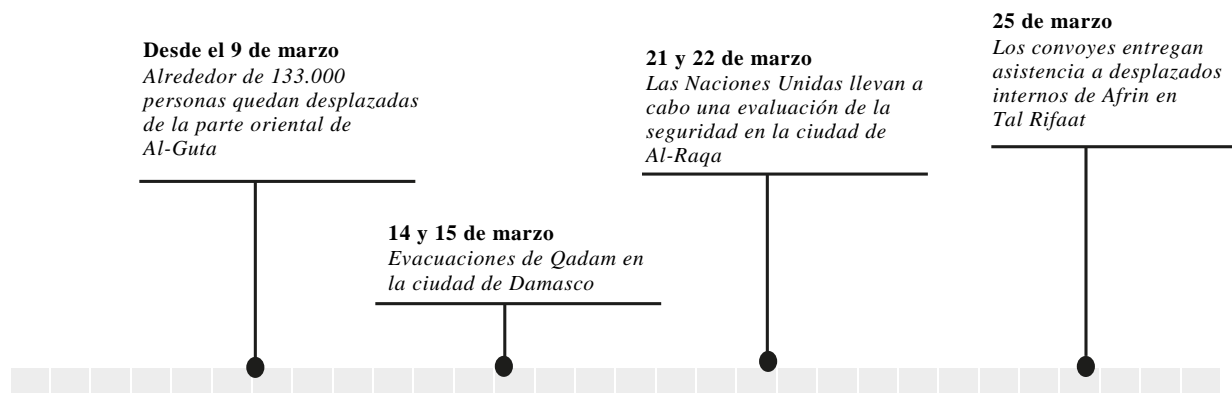 Desde el 9 de marzo
Alrededor de 133.000
personas quedan desplazadas
de la parte oriental de
Al-Guta
14 y 15 de marzo
Evacuaciones de Qadam en
la ciudad de Damasco
21 y 22 de marzo
Las Naciones Unidas llevan a
cabo una evaluación de la
seguridad en la ciudad de
Al-Raqa
25 de marzo
Los convoyes entregan
asistencia a desplazados
internos de Afrin en
Tal Rifaat